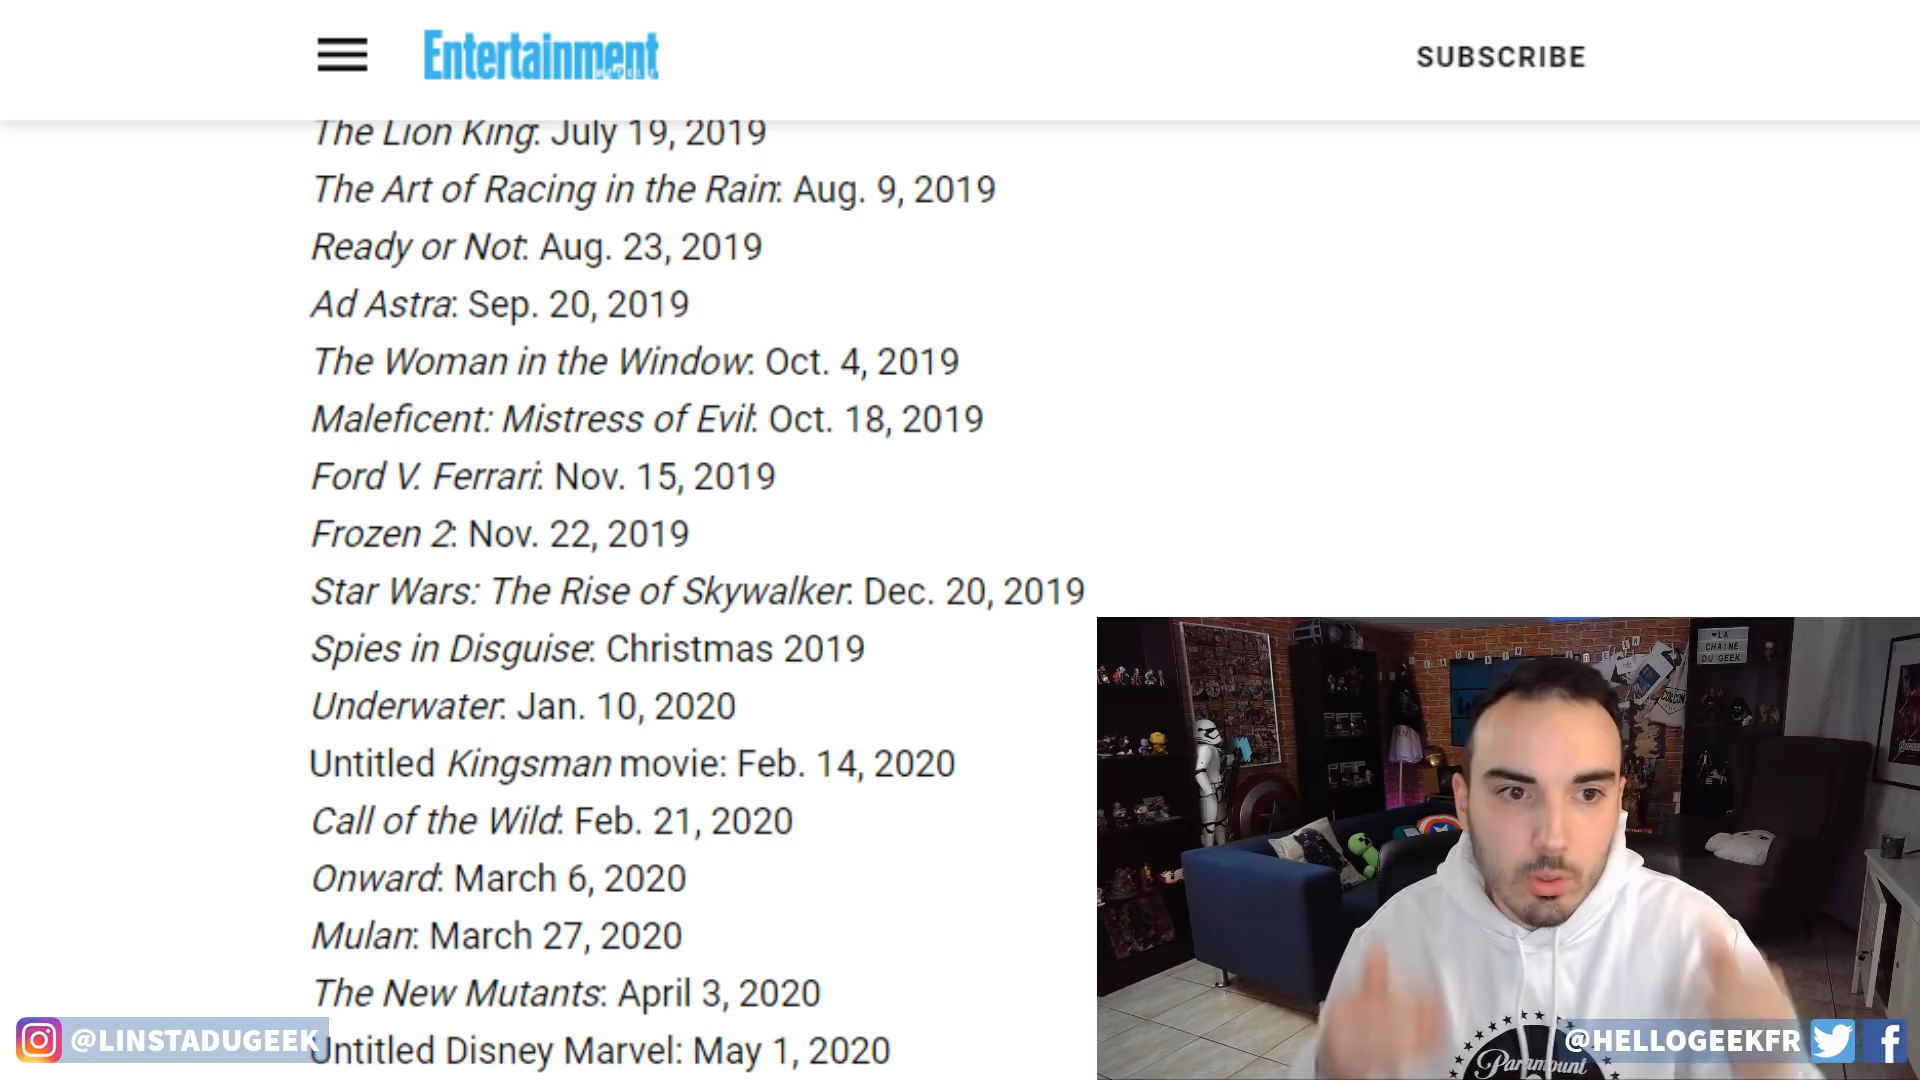 Entertainment
WEEKLY
SUBSCRIBE
The Lion King: July 19, 2019
The Art of Racing in the Rain: Aug. 9, 2019
Ready or Not: Aug. 23, 2019
Ad Astra: Sep. 20, 2019
The Woman in the Window: Oct. 4, 2019
Maleficent: Mistress of Evil: Oct. 18, 2019
Ford V. Ferrari: Nov. 15, 2019
Frozen 2: Nov. 22, 2019
Star Wars: The Rise of Skywalker: Dec. 20, 2019
Spies in Disguise: Christmas 2019
Underwater: Jan. 10, 2020
Untitled Kingsman movie: Feb. 14, 2020
Call of the Wild: Feb. 21, 2020
Onward: March 6, 2020
Mulan: March 27, 2020
The New Mutants: April 3, 2020
Untitled Disney Marvel: May 1, 2020
LA
CHAINE
DU GEEK
Paramount
@LINSTADUGEEK
@HELLOGEEKFR